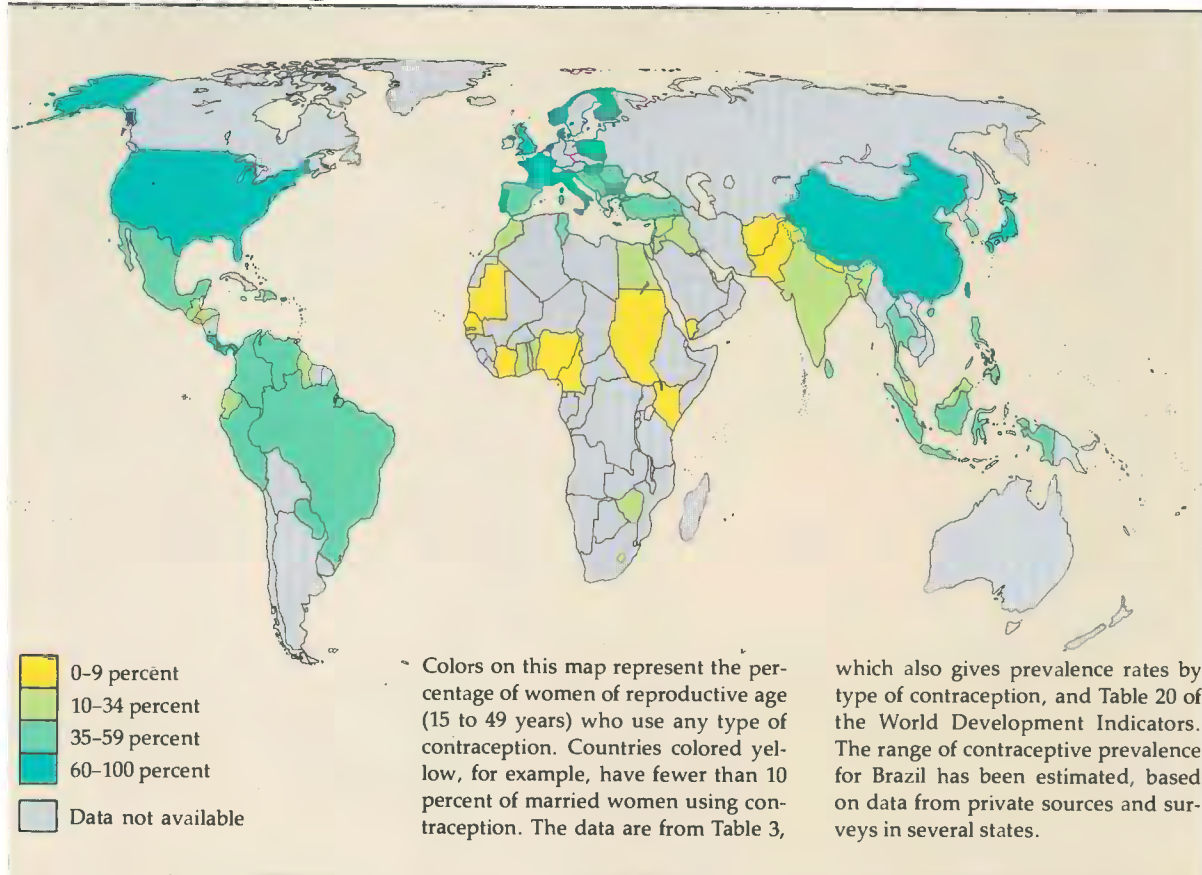 0–9 percent
10–34 percent
35–59 percent
60–100 percent
Data not available
Colors on this map represent the per-
centage of women of reproductive age
(15 to 49 years) who use any type of
contraception. Countries colored yel-
low, for example, have fewer than 10
percent of married women using con-
traception. The data are from Table 3,
which also gives prevalence rates by
type of contraception, and Table 20 of
the World Development Indicators.
The range of contraceptive prevalence
for Brazil has been estimated, based
on data from private sources and sur-
veys in several states.